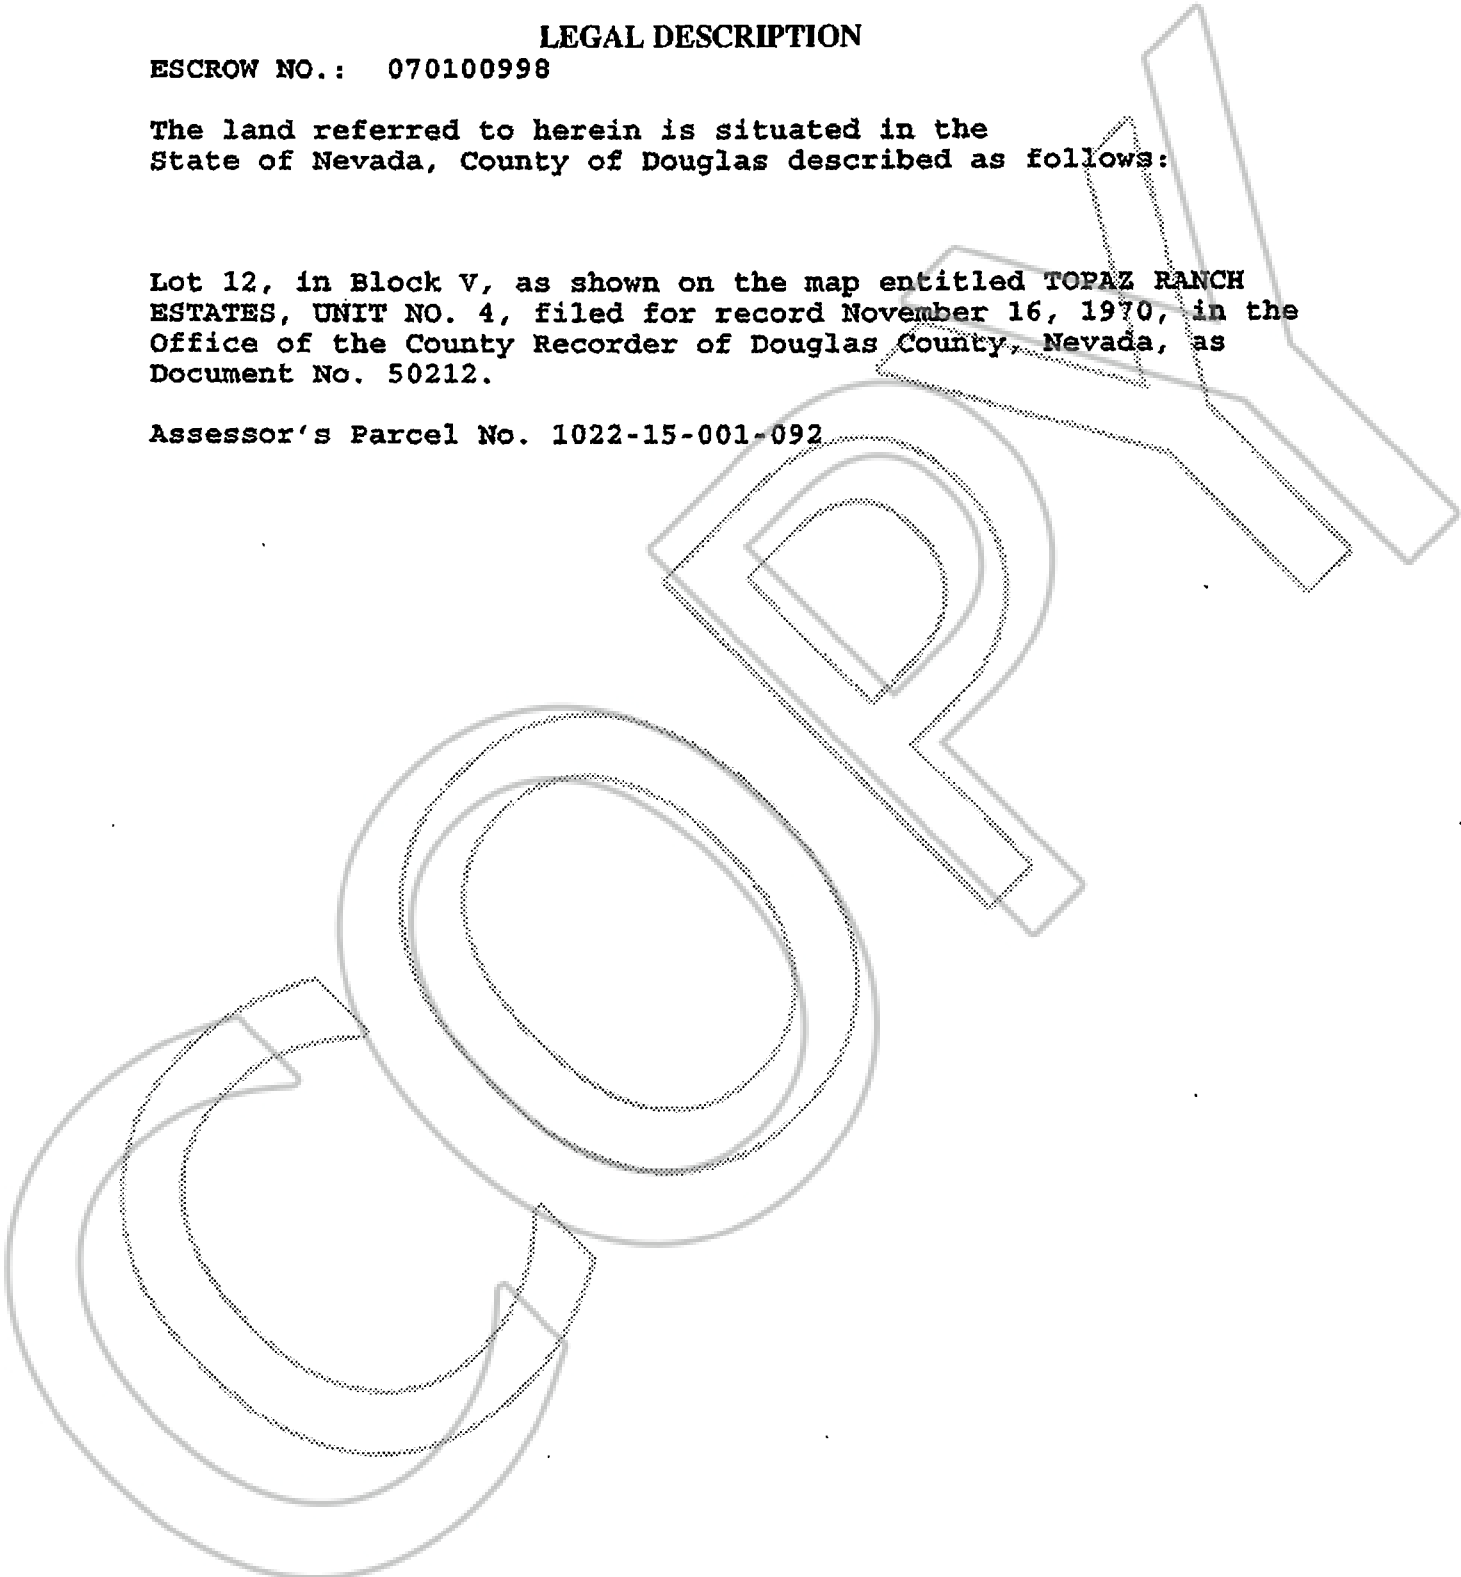 LEGAL DESCRIPTION
ESCROW NO.: 070100998
The land referred to herein is situated in the
State of Nevada, County of Douglas described as follows:
Lot 12, in Block V, as shown on the map entitled TOPAZ RANCH
ESTATES, UNIT NO. 4, filed for record November 16, 1970, in the
Office of the County Recorder of Douglas County, Nevada, as
Document No. 50212.
Assessor's Parcel No. 1022-15-001-092
COPY
COPY